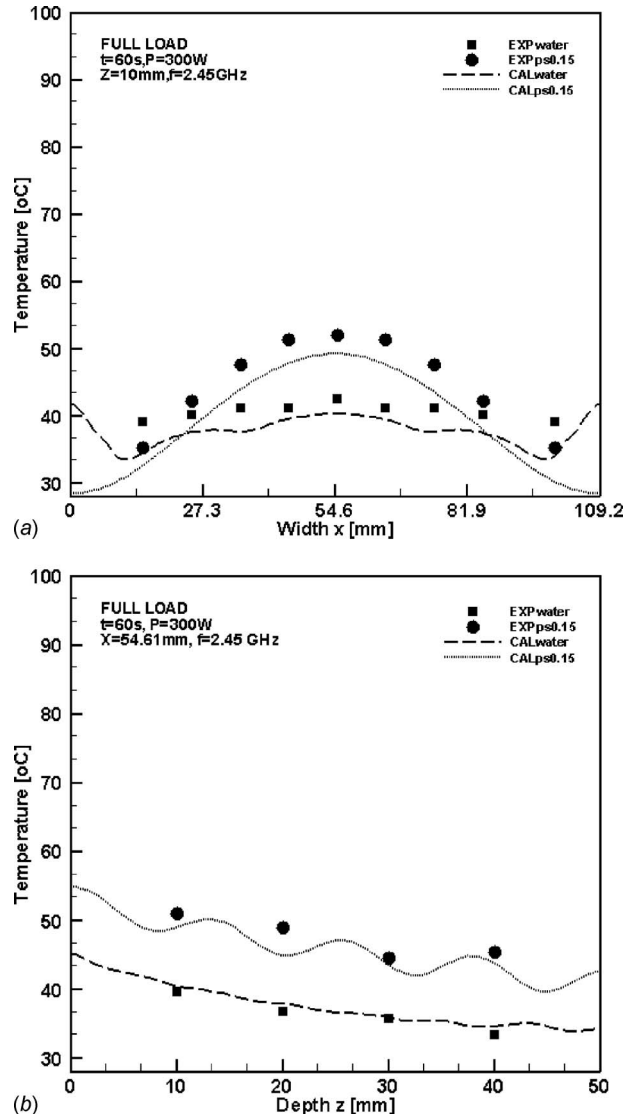 FULL LOAD
t=60s,P=300W
Z=10mm,f=2.45GHz
EXPwater
EXPps0.15
CALwater
CALps0.15
100
90
80
70
60
50
40
30
Temperature [oC]
0
27.3
54.6
81.9
109.2
Width x [mm]
(a)
FULL LOAD
t=60s, P=300W
X=54.61mm, f=2.45 GHz
EXPwater
EXPps0.15
CALwater
CALps0.15
100
90
80
70
60
50
40
30
Temperature [oC]
0
10
20
30
40
50
Depth z [mm]
(b)